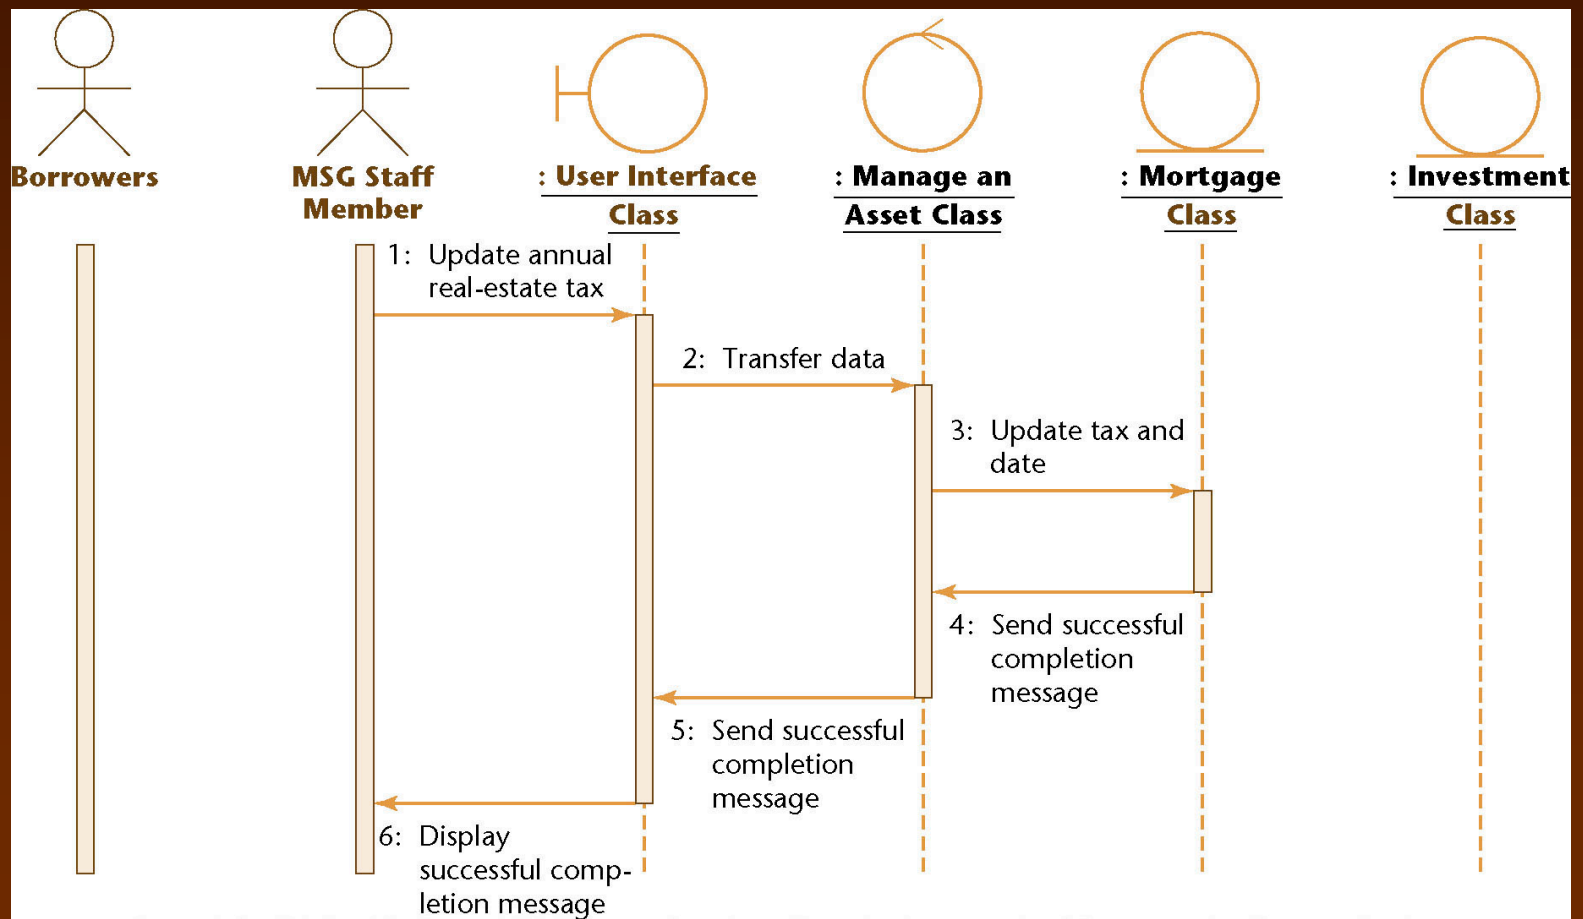 Borrowers
MSG Staff
Member
: User Interface
Class
: Manage an
Asset Class
: Mortgage
Class
: Investment
Class
1: Update annual
real-estate tax
2: Transfer data
3: Update tax and
date
4: Send successful
completion
message
5: Send successful
completion
message
6: Display
successful comp-
letion message